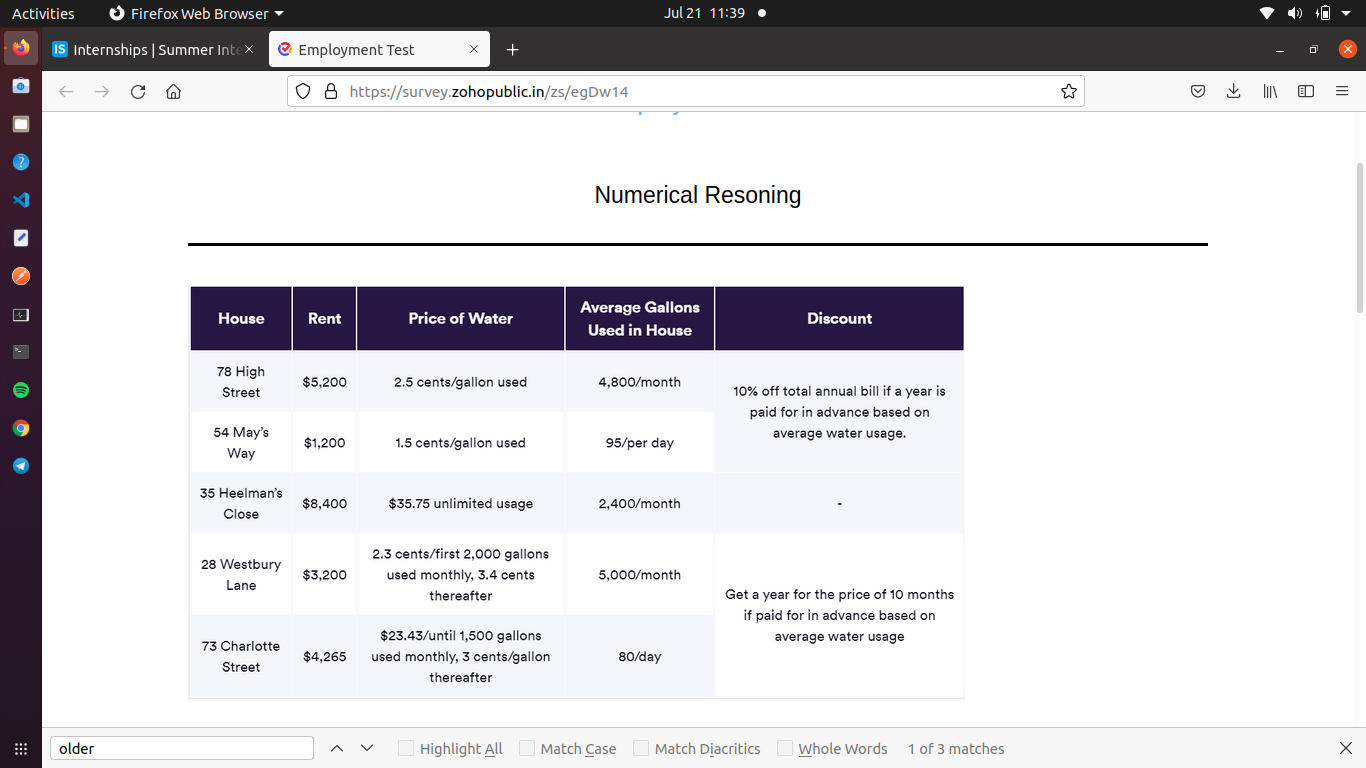 Activities
Firefox Web Browser
Jul 21 11:39
Internships | Summer Inte
Employment Test
https://survey.zohopublic.in/zs/egDw14
Numerical Resoning
House
Rent
Price of Water
Average Gallons
Used in House
Discount
78 High
Street
$5,200
2.5 cents/gallon used
4,800/month
10% off total annual bill if a year is
paid for in advance based on
average water usage.
54 May's
Way
$1,200
1.5 cents/gallon used
95/per day
35 Heelman's
Close
$8,400
$35.75 unlimited usage
2,400/month
-
28 Westbury
Lane
$3,200
2.3 cents/first 2,000 gallons
used monthly, 3.4 cents
thereafter
5,000/month
Get a year for the price of 10 months
if paid for in advance based on
average water usage
73 Charlotte
Street
$4,265
$23.43/until 1,500 gallons
used monthly, 3 cents/gallon
thereafter
80/day
older
Highlight All
Match Case
Match Diacritics
Whole Words
1 of 3 matches